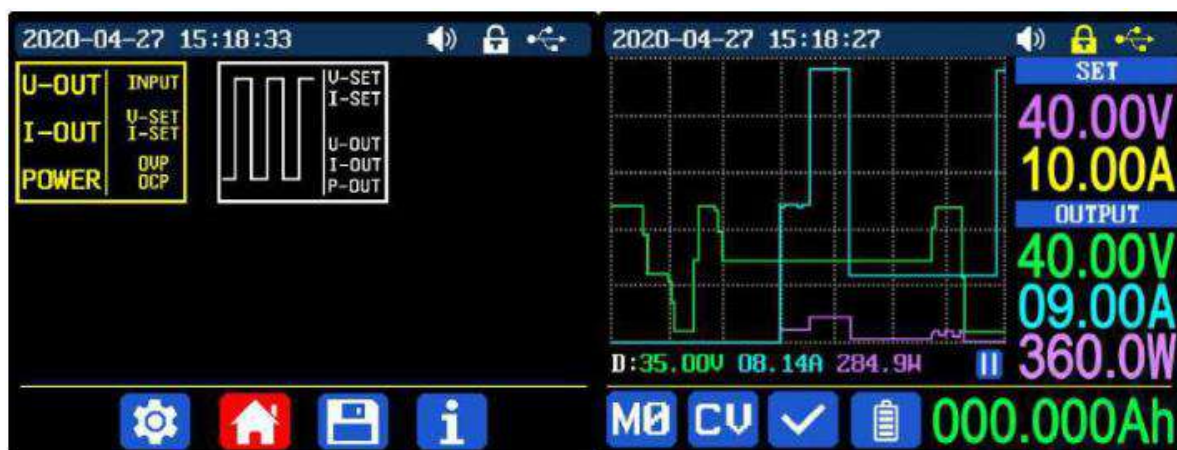 2020-04-27 15:18:33
U-OUT INPUT
I-OUT V-SET
I-SET
POWER OVP
OCP
V-SET
I-SET
U-OUT
I-OUT
P-OUT
i
2020-04-27 15:18:27
SET
40.00V
10.00A
OUTPUT
40.00V
09.00A
360.0W
D:35.00V 08.14A 284.9W
M0 CV 000.000Ah